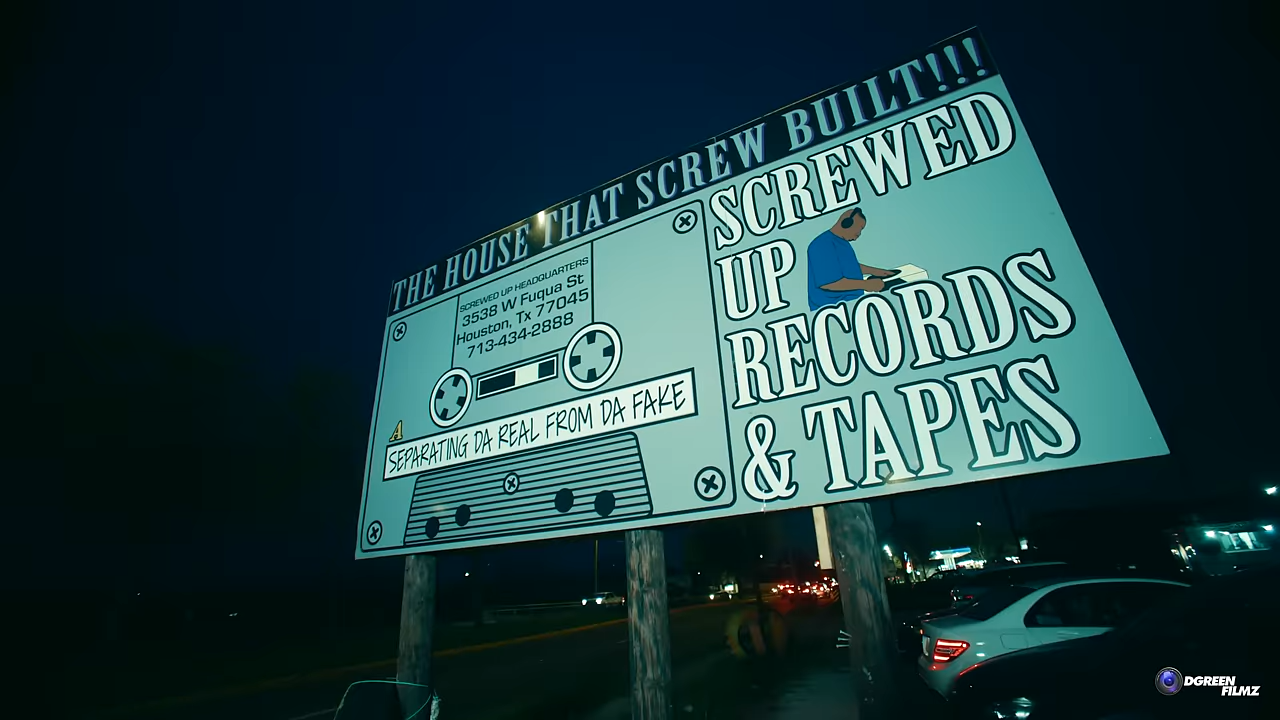 THE HOUSE THAT SCREW BUILT!!!
SCREWED UP HEADQUARTERS
3538 W Fuqua St
Houston, Tx 77045
713-434-2888
A
SEPARATING DA REAL FROM DA FAKE
SCREWED
UP
RECORDS
& TAPES
DGREEN
FILMZ